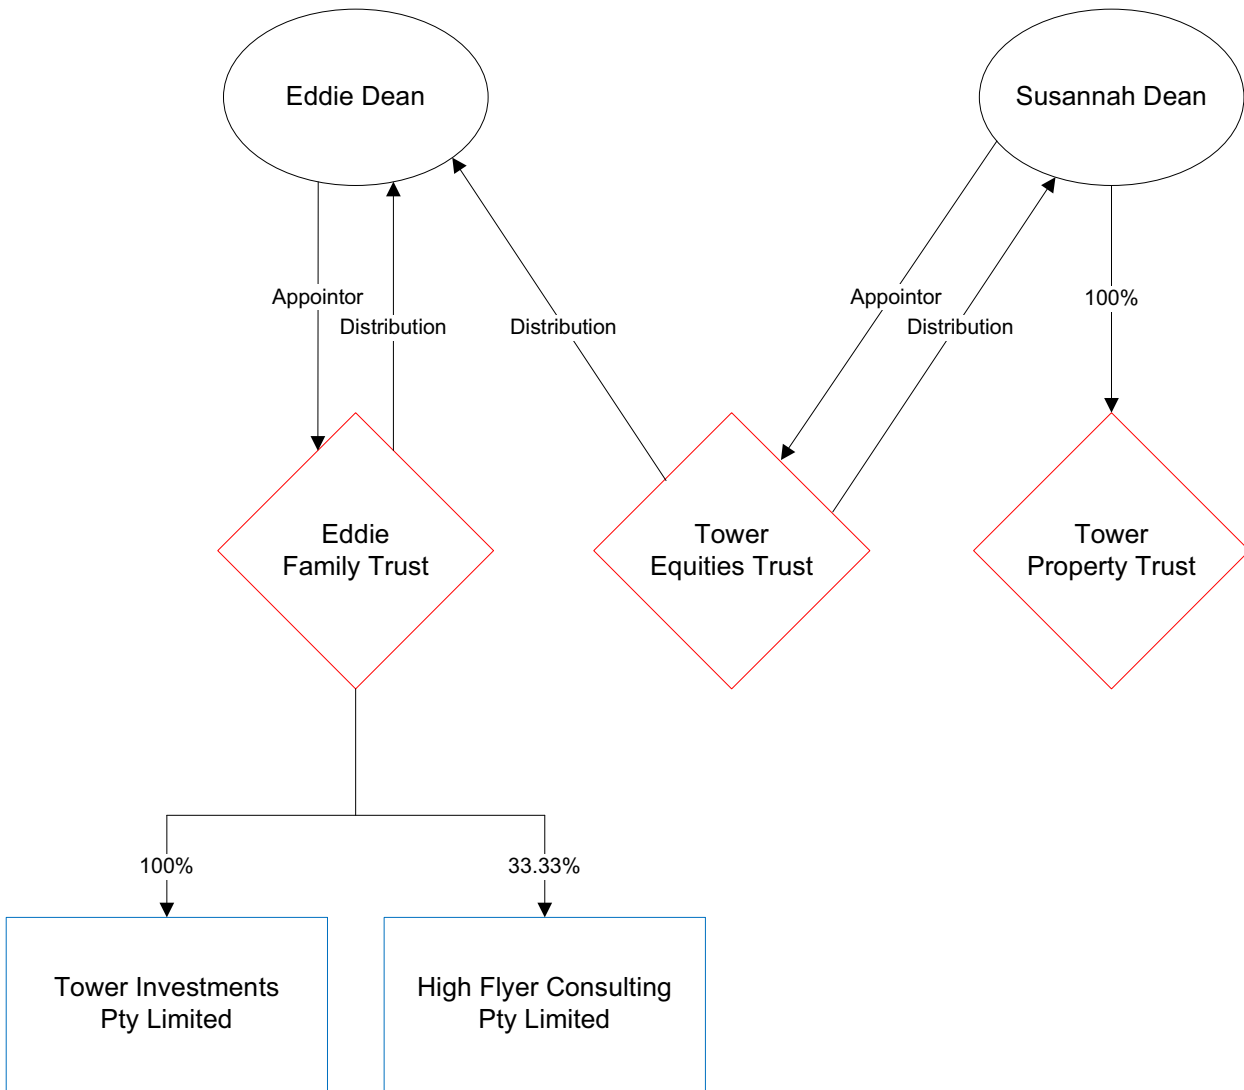 Eddie Dean
Susannah Dean
Appointor
Distribution
Distribution
Appointor
Distribution
100%
Eddie
Family Trust
Tower
Equities Trust
Tower
Property Trust
100%
33.33%
Tower Investments
Pty Limited
High Flyer Consulting
Pty Limited